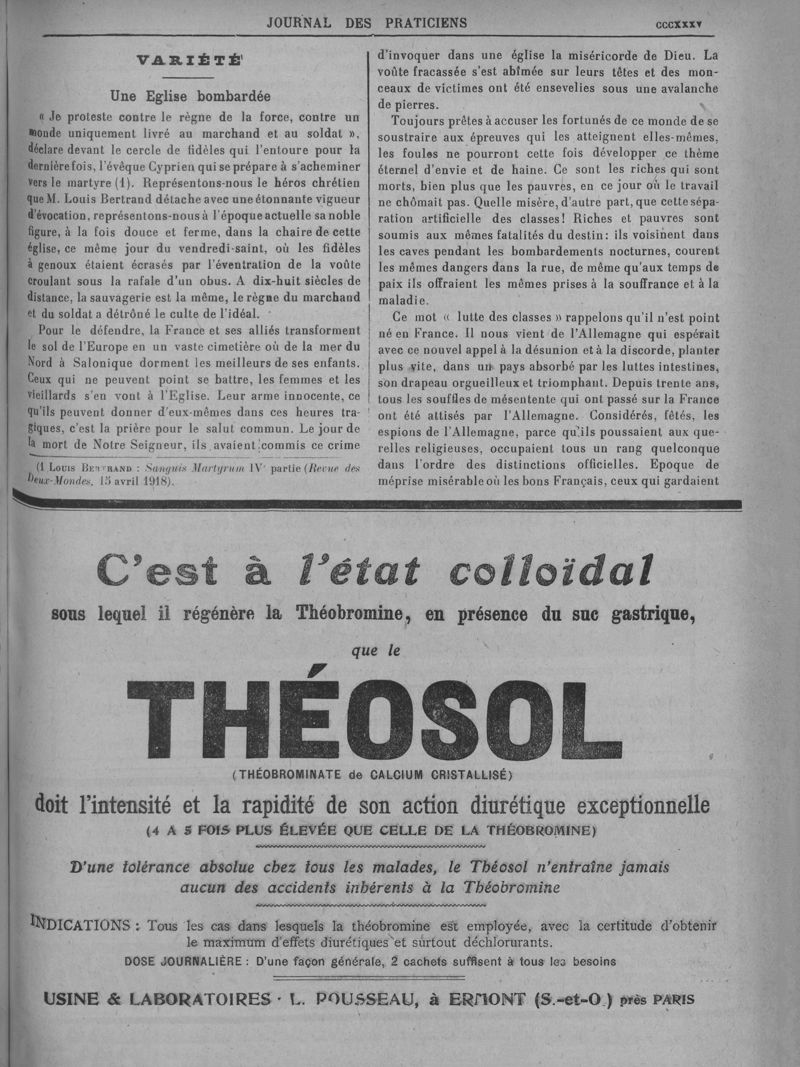 JOURNAL DES PRATICIENS
CCCXXXV
VARIÉTÉ
Une Eglise bombardée
« Je proteste contre le règne de la force, contre un
monde uniquement livré au marchand et au soldat »,
déclare devant le cercle de fidèles qui l'entoure pour la
dernière fois, l'évêque Cyprien qui se prépare à s'acheminer
vers le martyre (1). Représentons-nous le héros chrétien
que M. Louis Bertrand détache avec une étonnante vigueur
d'évocation, représentons-nous à l'époque actuelle sa noble
figure, à la fois douce et ferme, dans la chaire de cette
église, ce même jour du vendredi-saint, où les fidèles
à genoux étaient écrasés par l'éventration de la voûte
croulant sous la rafale d'un obus. A dix-huit siècles de
distance, la sauvagerie est la même, le règne du marchand
et du soldat a détrôné le culte de l'idéal.
Pour le défendre, la France et ses alliés transforment
le sol de l'Europe en un vaste cimetière où de la mer du
Nord à Salonique dorment les meilleurs de ses enfants.
Ceux qui ne peuvent point se battre, les femmes et les
vieillards s'en vont à l'Eglise. Leur arme innocente, ce
qu'ils peuvent donner d'eux-mêmes dans ces heures tra-
giques, c'est la prière pour le salut commun. Le jour de
la mort de Notre Seigneur, ils avaient commis ce crime
(1 LOUIS BERTRAND : Sanguis Martyrum IV' partie (Revue des
Deux-Mondes, 15 avril 1918).
d'invoquer dans une église la miséricorde de Dieu. La
voûte fracassée s'est abîmée sur leurs têtes et des mon-
ceaux de victimes ont été ensevelies sous une avalanche
de pierres.
Toujours prêtes à accuser les fortunés de ce monde de se
soustraire aux épreuves qui les atteignent elles-mêmes,
les foules ne pourront cette fois développer ce thème
éternel d'envie et de haine. Ce sont les riches qui sont
morts, bien plus que les pauvres, en ce jour où le travail
ne chômait pas. Quelle misère, d'autre part, que cette sépa-
ration artificielle des classes! Riches et pauvres sont
soumis aux mêmes fatalités du destin: ils voisinent dans
les caves pendant les bombardements nocturnes, courent
les mêmes dangers dans la rue, de même qu'aux temps de
paix ils offraient les mêmes prises à la souffrance et à la
maladie.
Ce mot « lutte des classes » rappelons qu'il n'est point
né en France. Il nous vient de l'Allemagne qui espérait
avec ce nouvel appel à la désunion et à la discorde, planter
plus vite, dans un pays absorbé par les luttes intestines,
son drapeau orgueilleux et triomphant. Depuis trente ans,
tous les souffles de mésentente qui ont passé sur la France
ont été attisés par l'Allemagne. Considérés, fêtés, les
espions de l'Allemagne, parce qu'ils poussaient aux que-
relles religieuses, occupaient tous un rang quelconque
dans l'ordre des distinctions officielles. Epoque de
méprise misérable où les bons Français, ceux qui gardaient
C'est à l'état colloïdal
sous lequel il régénère la Théobromine, en présence du suc gastrique,
que le
THÉOSOL
(THÉOBROMINATE de CALCIUM CRISTALLISÉ)
doit l'intensité et la rapidité de son action diurétique exceptionnelle
(4 A 5 FOIS PLUS ÉLEVÉE QUE CELLE DE LA THÉOBROMINE)
D'une tolérance absolue chez tous les malades, le Théosol n'entraîne jamais
aucun des accidents inhérents à la Théobromine
INDICATIONS : Tous les cas dans lesquels la théobromine est employée, avec la certitude d'obtenir
le maximum d'effets diurétiques et surtout déchlorurants.
DOSE JOURNALIÈRE : D'une façon générale, 2 cachets suffisent à tous les besoins
USINE & LABORATOIRES · L. POUSSEAU, à ERMONT (S.-et-O.) près PARIS